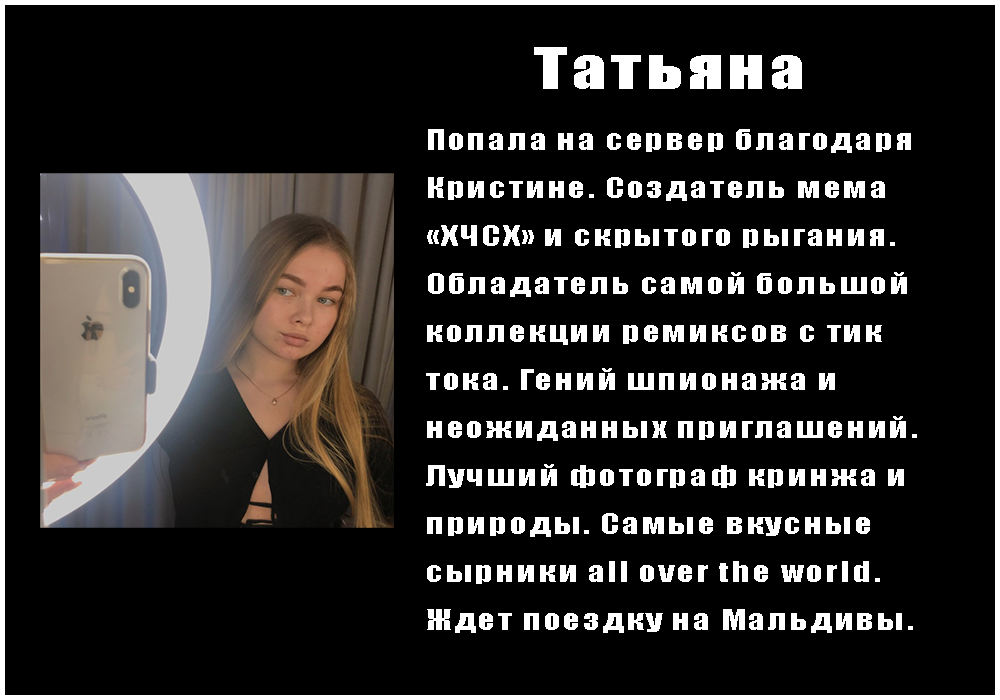 Татьяна
Попала на сервер благодаря
Кристине. Создатель мема
«ХЧСХ» и скрытого рыгания.
Обладатель самой большой
коллекции ремиксов с тик
тока. Гений шпионажа и
неожиданных приглашений.
Лучший фотограф кринжа и
природы. Самые вкусные
сырники all over the world.
Ждет поездку на Мальдивы.